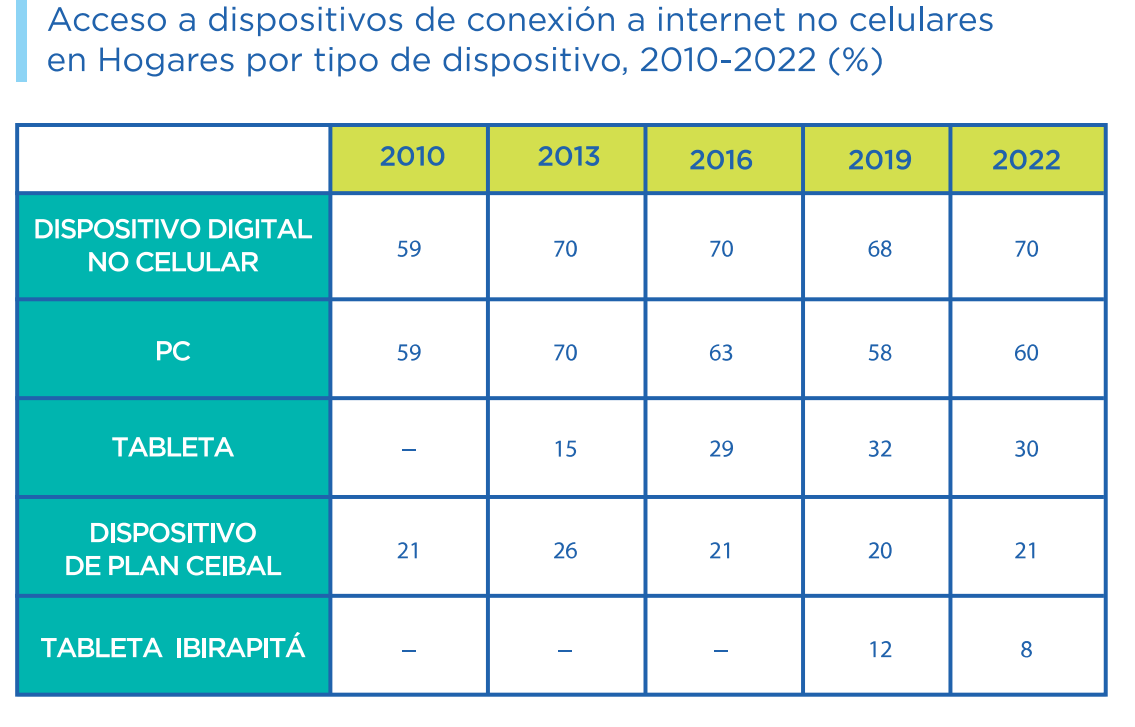 Acceso a dispositivos de conexión a internet no celulares
en Hogares por tipo de dispositivo, 2010-2022 (%)
2010 2013 2016 2019 2022
DISPOSITIVO DIGITAL
NO CELULAR
59 70 70 68 70
PC 59 70 63 58 60
TABLETA – 15 29 32 30
DISPOSITIVO
DE PLAN CEIBAL
21 26 21 20 21
TABLETA IBIRAPITÁ – – – 12 8